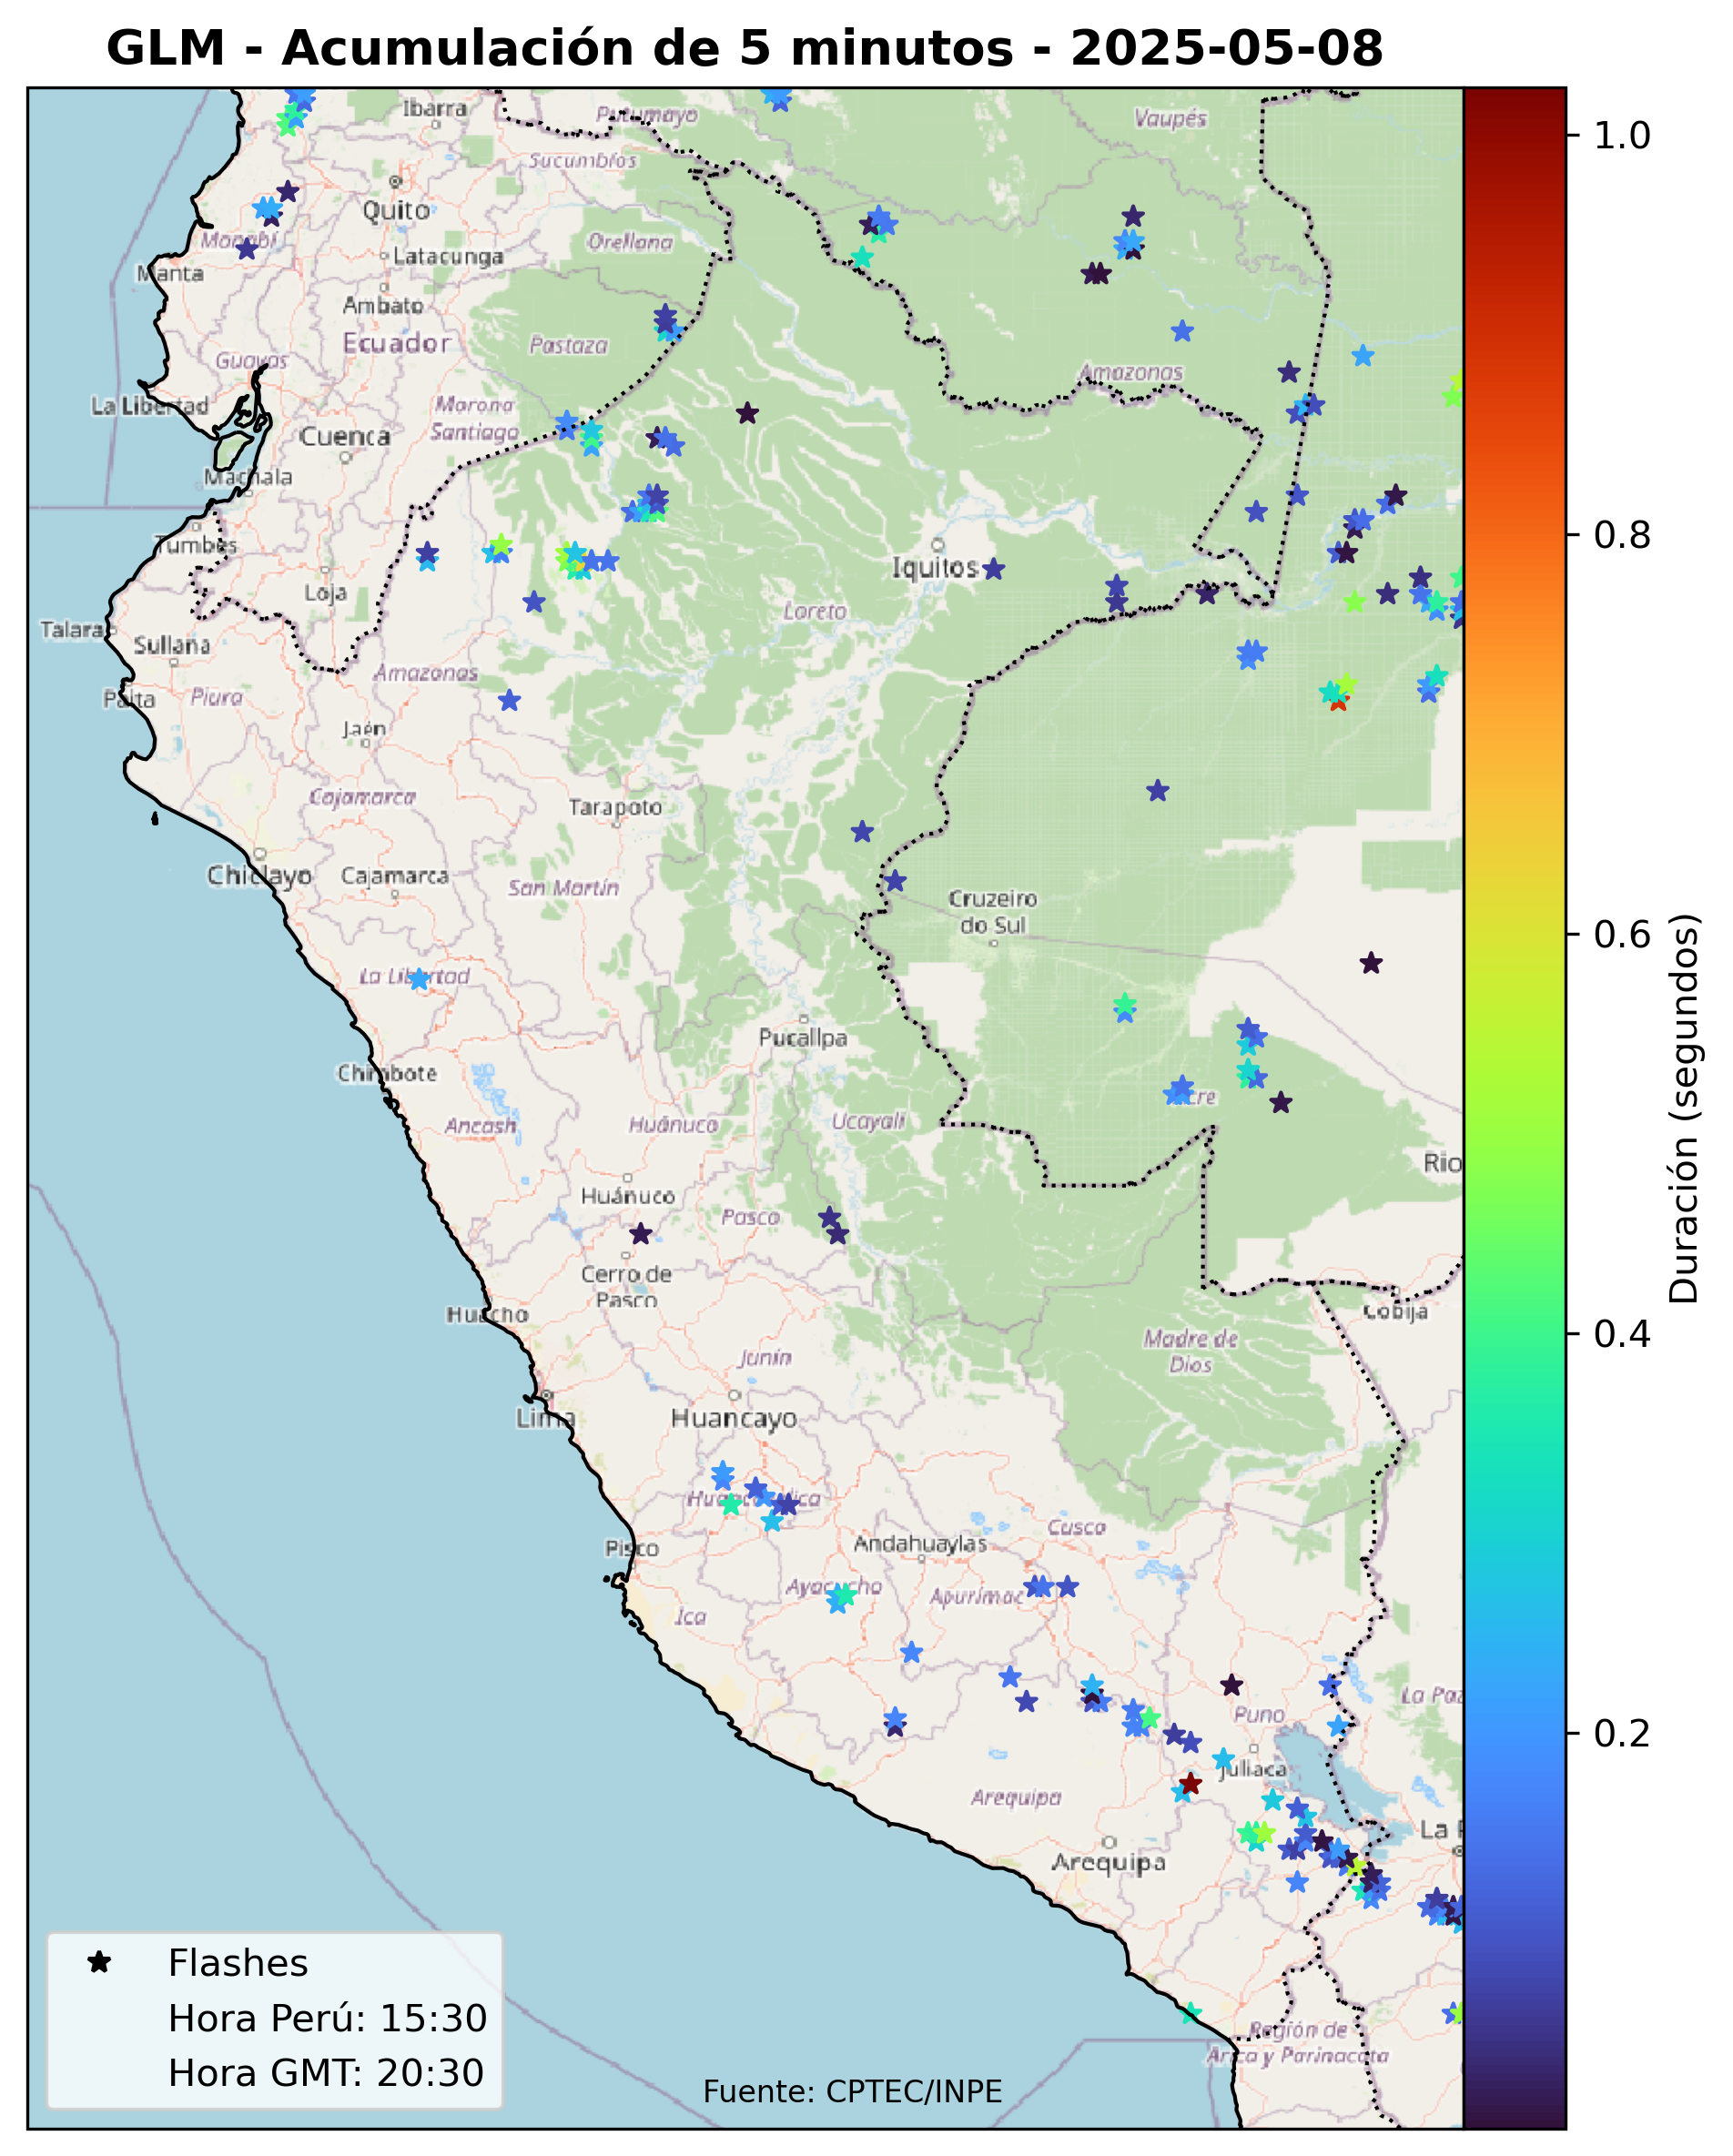 GLM - Acumulación de 5 minutos - 2025-05-08
Ibarra
Putumayo
Vaupés
Sucumbíos
Quito
Manabí
Orellana
Latacunga
Manta
Ambato
Ecuador
Pastaza
Guayas
Amazonas
La Libertad
Morona
Santiago
Cuenca
Machala
Tumbes
Iquitos
Loja
Loreto
Talara
Sullana
Amazonas
Paita
Piura
Jaén
Cajamarca
Tarapoto
Chiclayo
Cajamarca
San Martín
Cruzeiro
do Sul
La Libertad
Pucallpa
Chimbote
Acre
Ancash
Huánuco
Ucayali
Rio
Huánuco
Pasco
Cerro de
Pasco
Huacho
Cobija
Madre de
Dios
Junín
Lima
Huancayo
Huancavelica
Cusco
Pisco
Andahuaylas
Ayacucho
Apurímac
Ica
La Paz
Puno
Juliaca
Arequipa
La P
Arequipa
Región de
Arica y Parinacota
Flashes
Hora Perú: 15:30
Hora GMT: 20:30
Fuente: CPTEC/INPE
1.0
0.8
0.6
0.4
0.2
Duración (segundos)